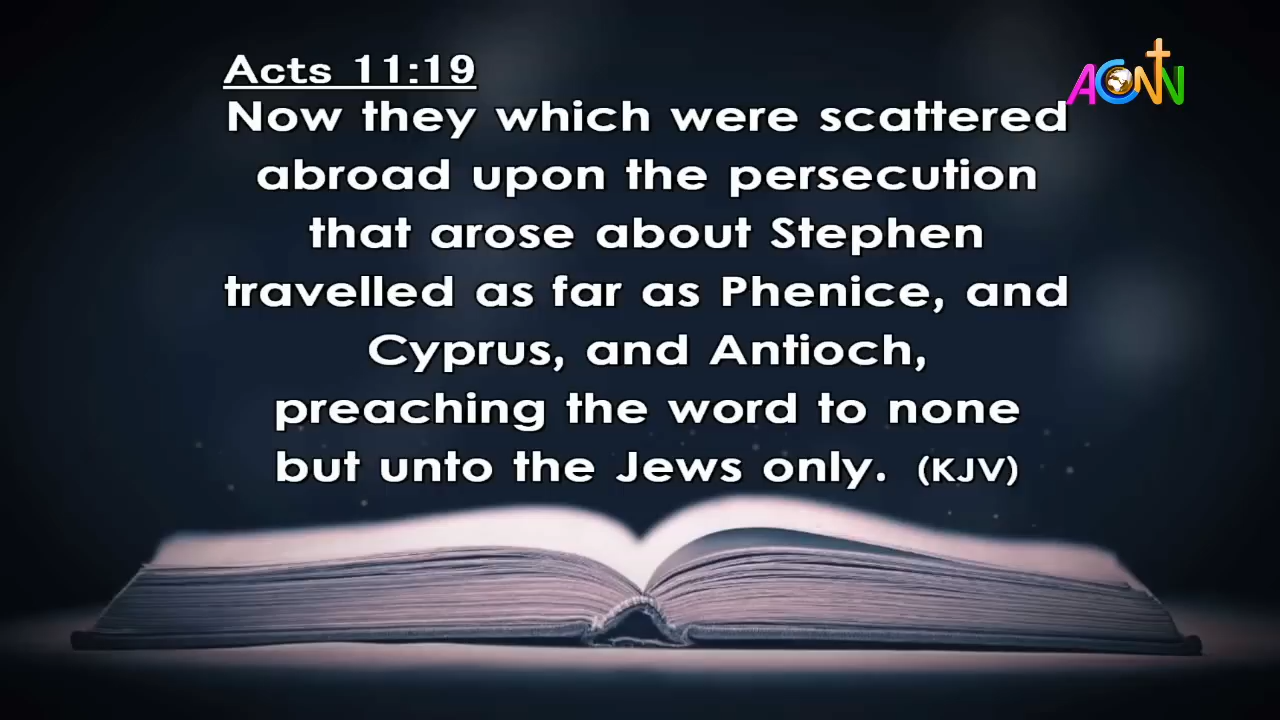 Acts 11:19
Now they which were scattered
abroad upon the persecution
that arose about Stephen
travelled as far as Phenice, and
Cyprus, and Antioch,
preaching the word to none
but unto the Jews only. (KJV)
ACNN